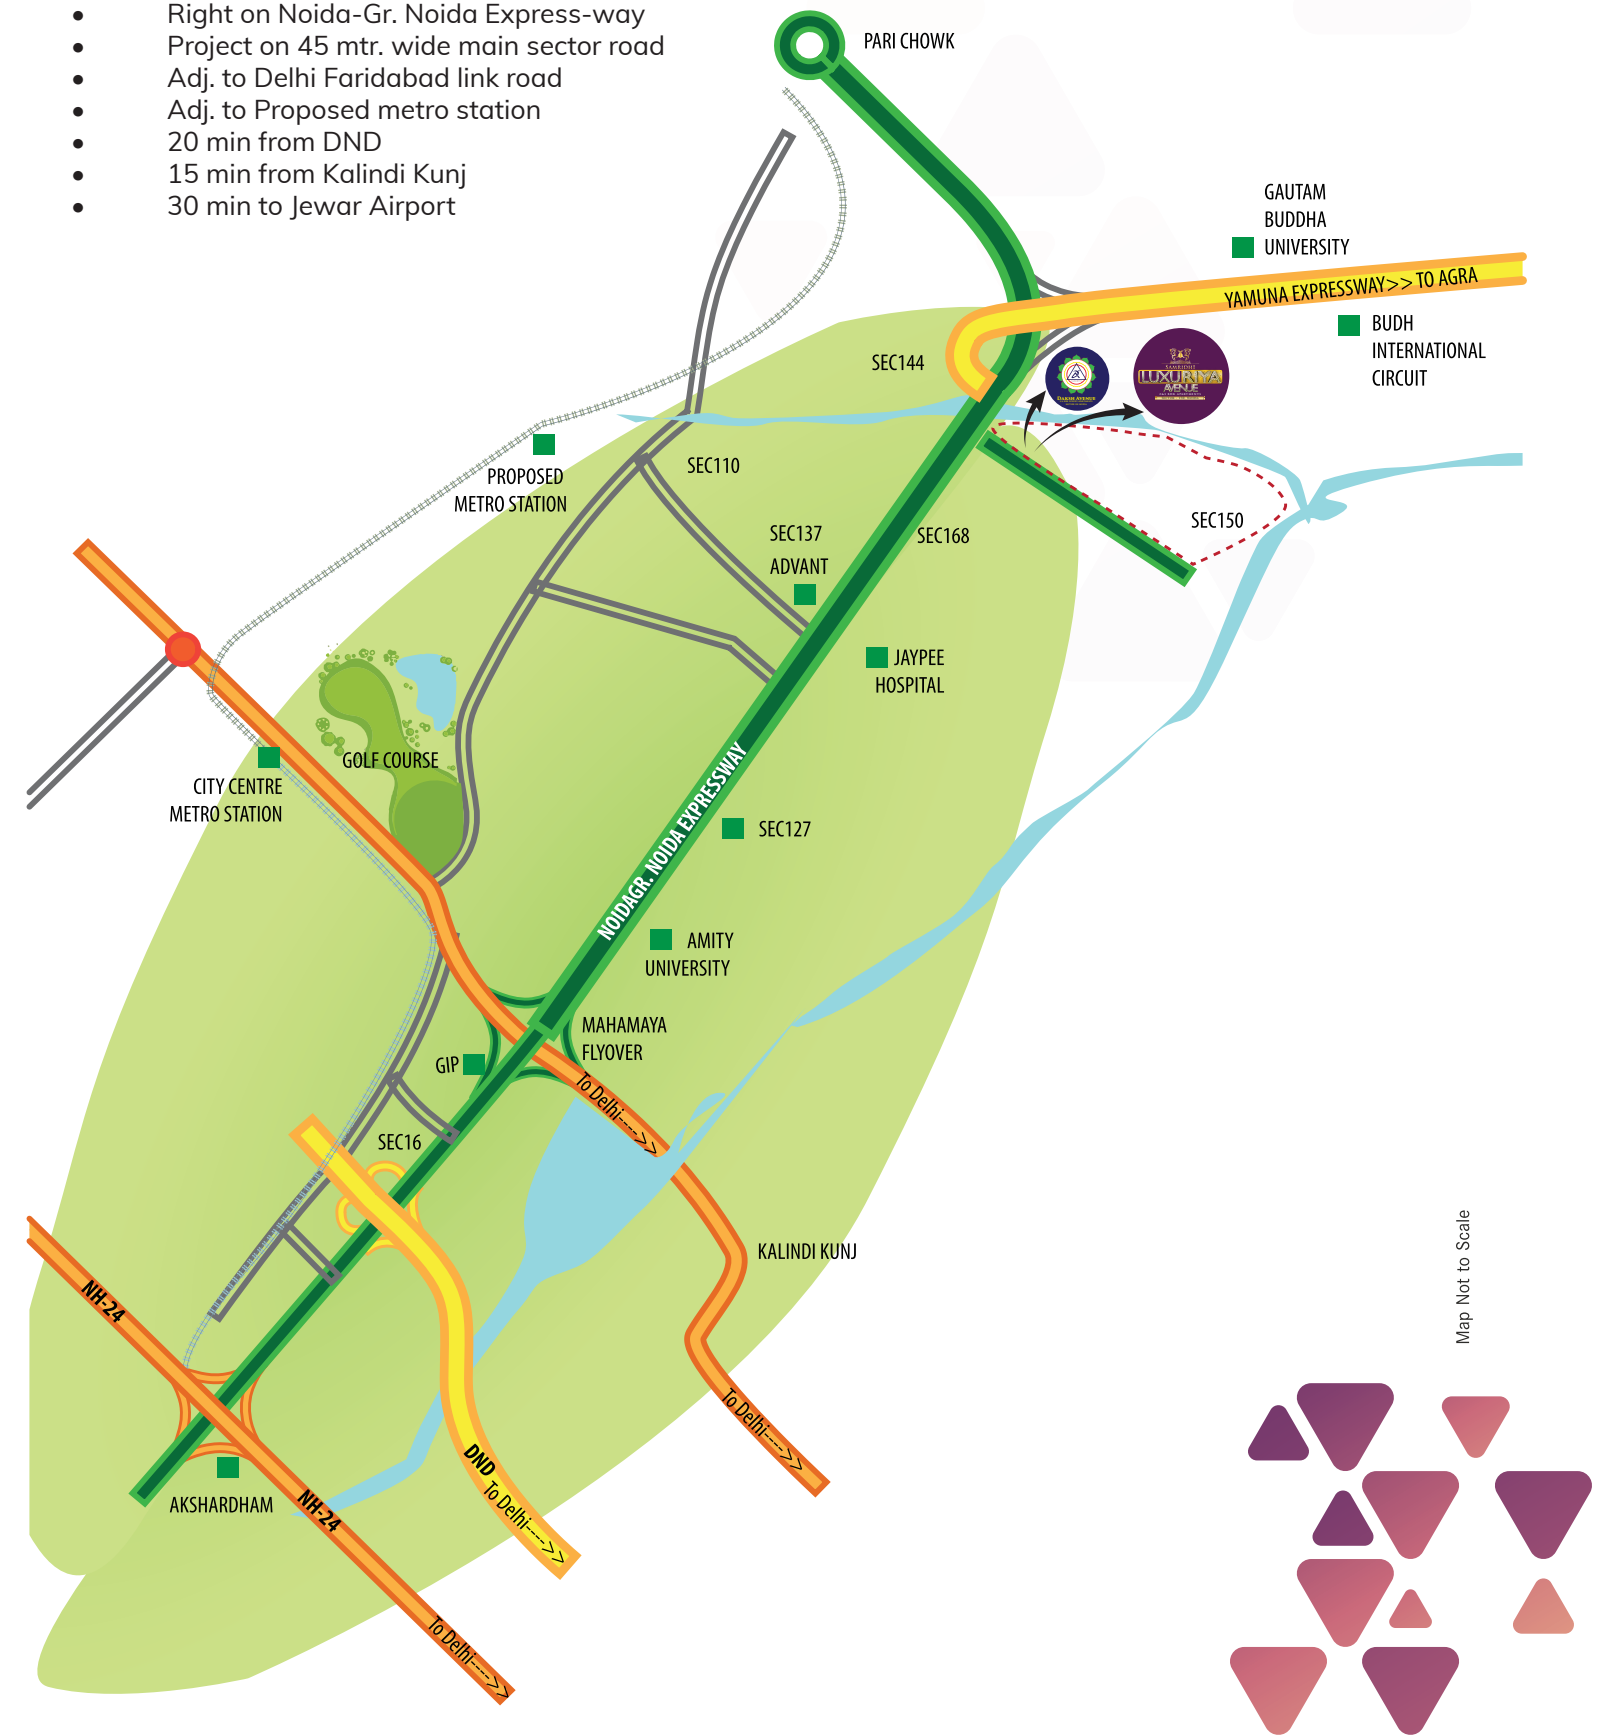 • Right on Noida-Gr. Noida Express-way
• Project on 45 mtr. wide main sector road
• Adj. to Delhi Faridabad link road
• Adj. to Proposed metro station
• 20 min from DND
• 15 min from Kalindi Kunj
• 30 min to Jewar Airport
PARI CHOWK
GAUTAM
BUDDHA
UNIVERSITY
YAMUNA EXPRESSWAY>> TO AGRA
BUDH
INTERNATIONAL
CIRCUIT
SEC144
DAKSH AVENUE
SAMRIDHI
LUXURIYA
AVENUE
PROPOSED
METRO STATION
SEC110
SEC137
ADVANT
SEC168
SEC150
JAYPEE
HOSPITAL
GOLF COURSE
CITY CENTRE
METRO STATION
NOIDAGR. NOIDA EXPRESSWAY
SEC127
AMITY
UNIVERSITY
MAHAMAYA
FLYOVER
GIP
To Delhi---->>
SEC16
KALINDI KUNJ
Map Not to Scale
NH-24
To Delhi---->>
DND
To Delhi---->>
AKSHARDHAM
NH-24
To Delhi---->>